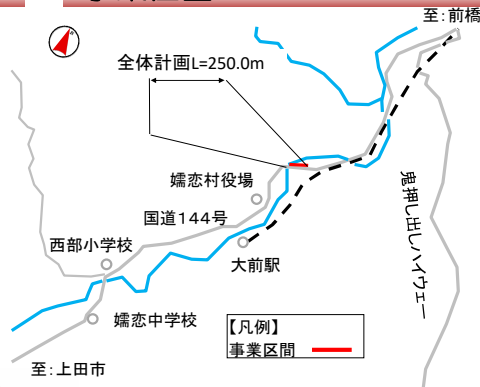 至：前橋
全体計画L=250.0m
嬬恋村役場
鬼押し出しハイウェー
国道144号
西部小学校
大前駅
嬬恋中学校
【凡例】
事業区間
至：上田市